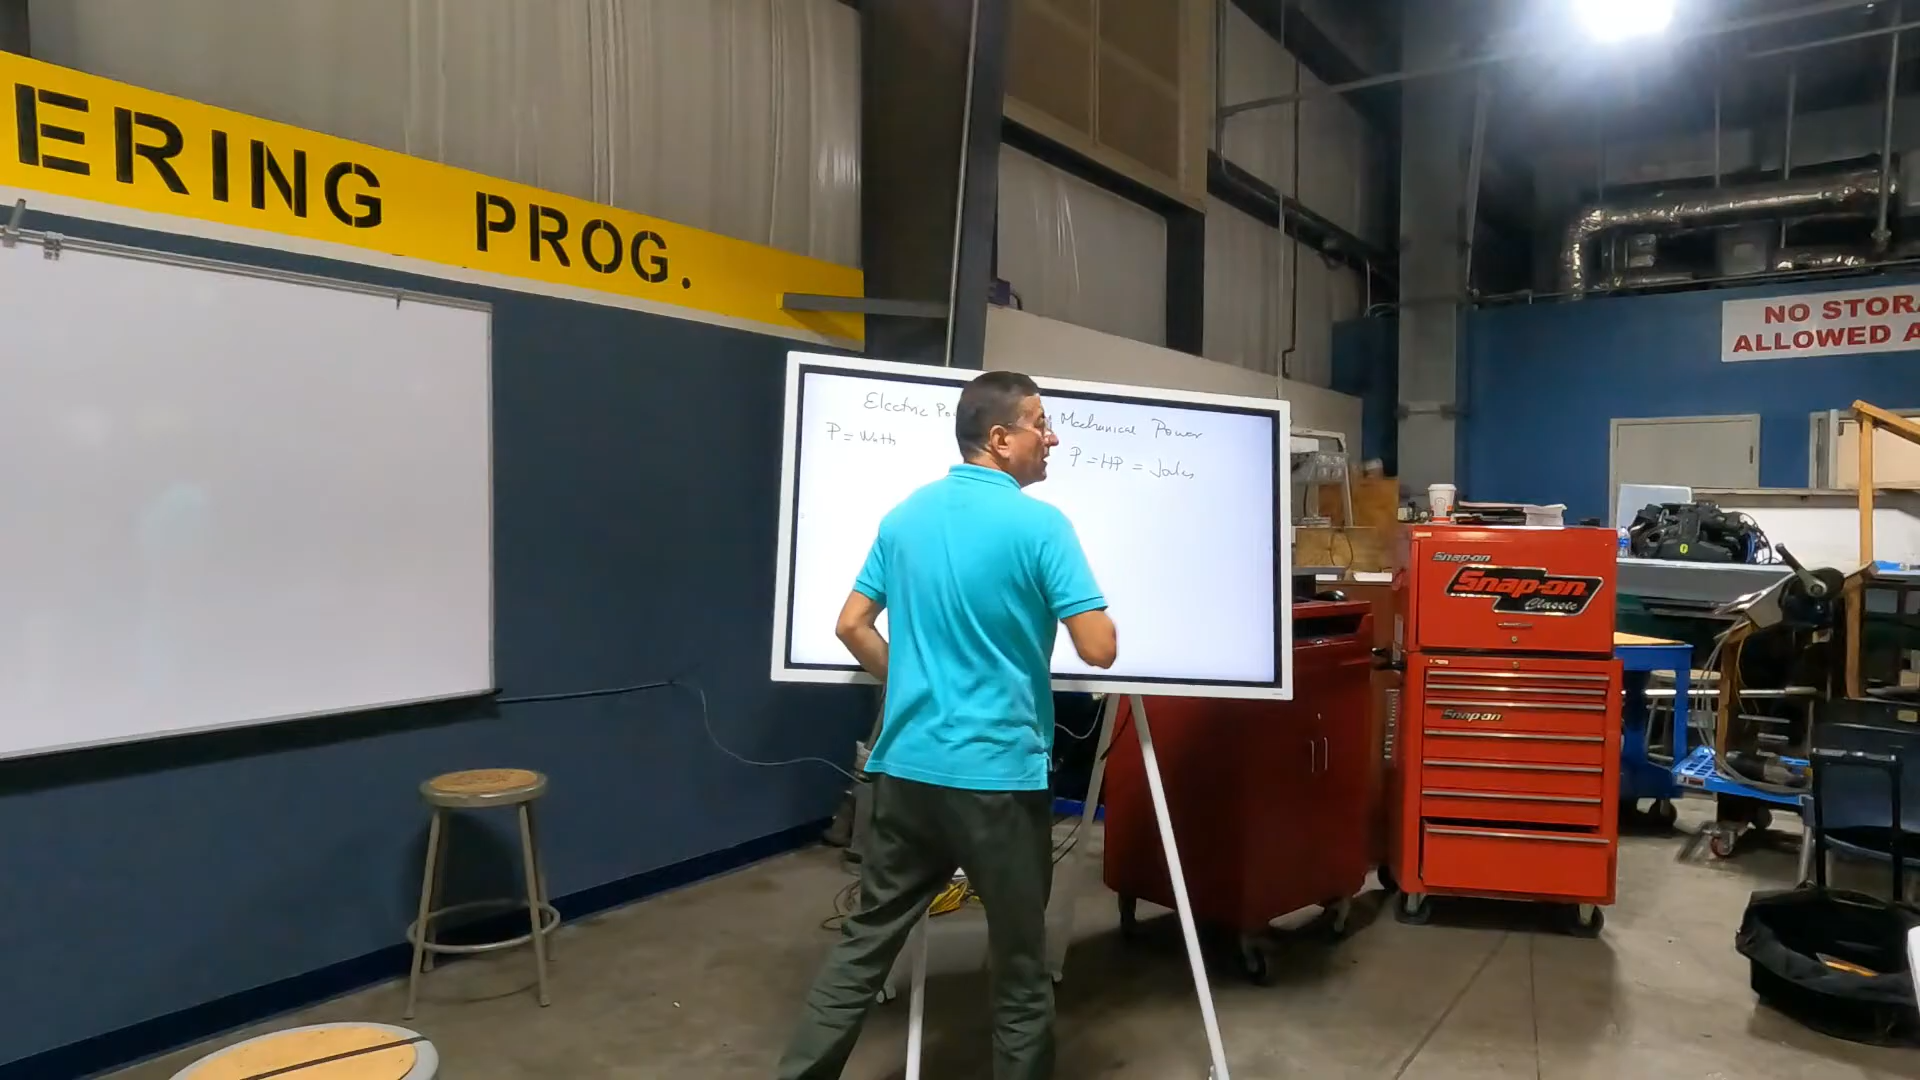 ERING PROG.
NO STORA
ALLOWED A
Electric Po
Mechanical Power
P = Watts
P = HP = Joules
Snap-on
Snap-on
Classic
Snap-on